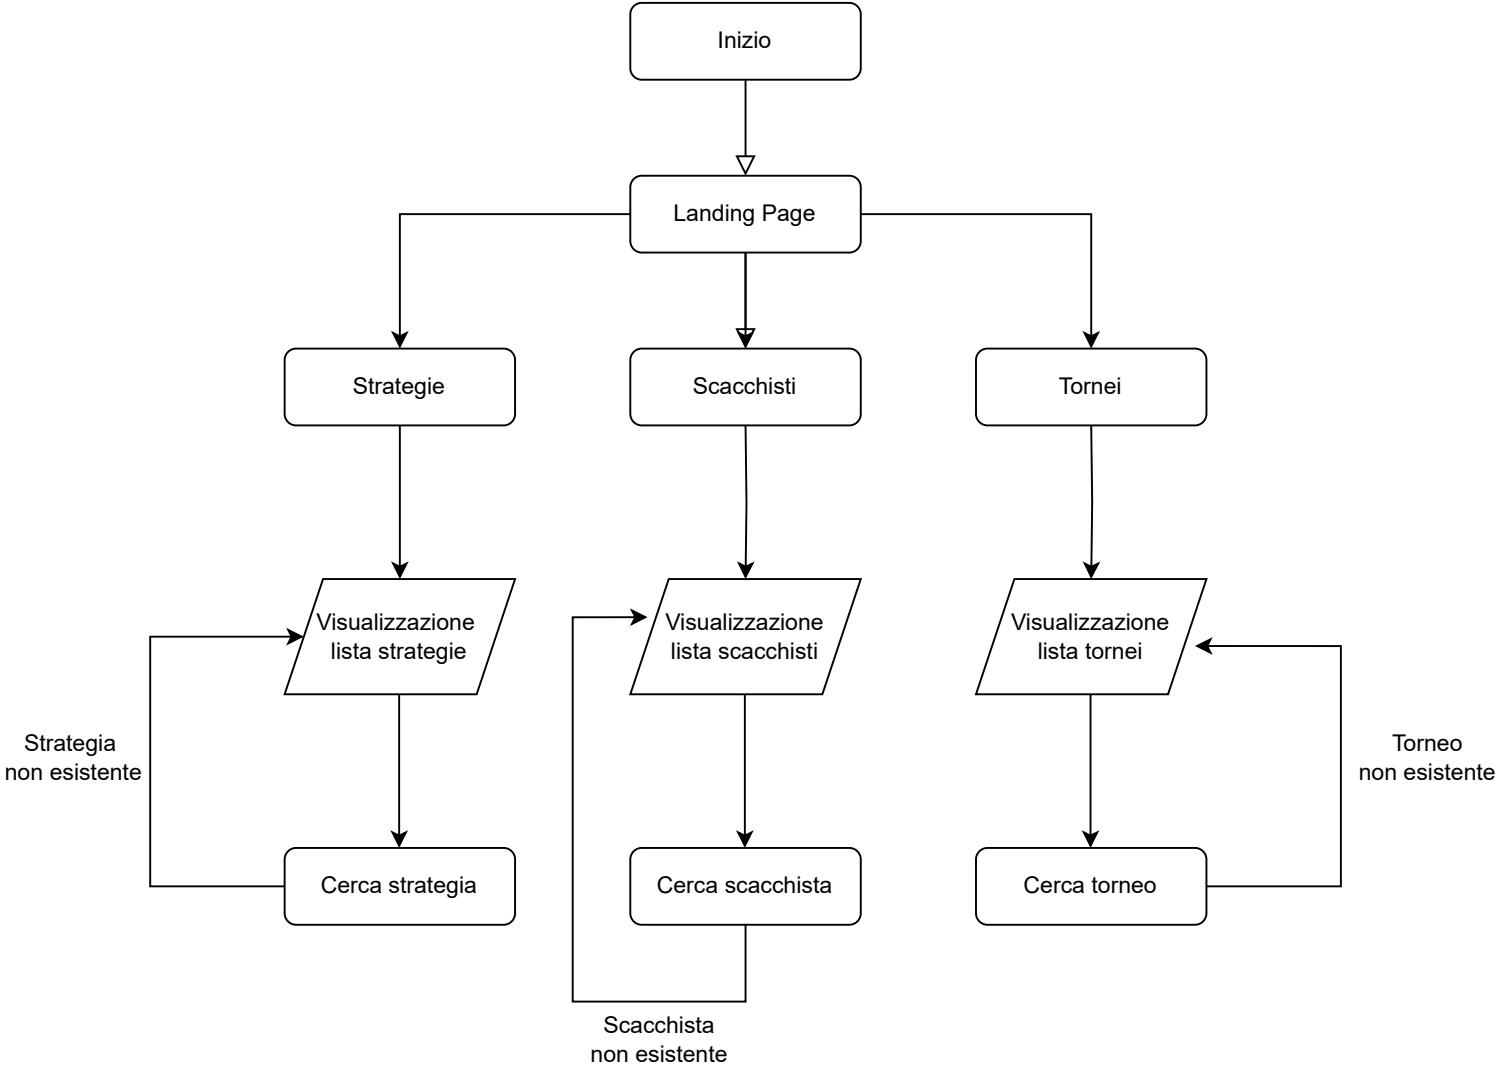 Inizio
Landing Page
Strategie
Scacchisti
Tornei
Visualizzazione
lista strategie
Visualizzazione
lista scacchisti
Visualizzazione
lista tornei
Strategia
non esistente
Torneo
non esistente
Cerca strategia
Cerca scacchista
Cerca torneo
Scacchista
non esistente